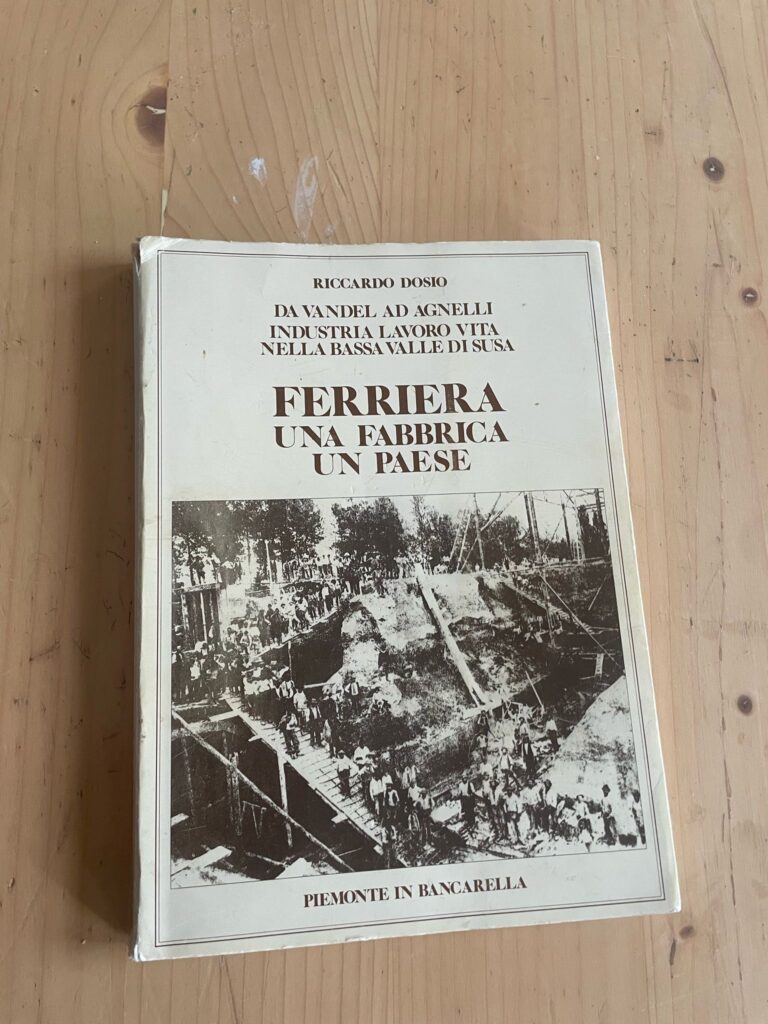 RICCARDO DOSIO
DA VANDEL AD AGNELLI
INDUSTRIA LAVORO VITA
NELLA BASSA VALLE DI SUSA
FERRIERA
UNA FABBRICA
UN PAESE
PIEMONTE IN BANCARELLA